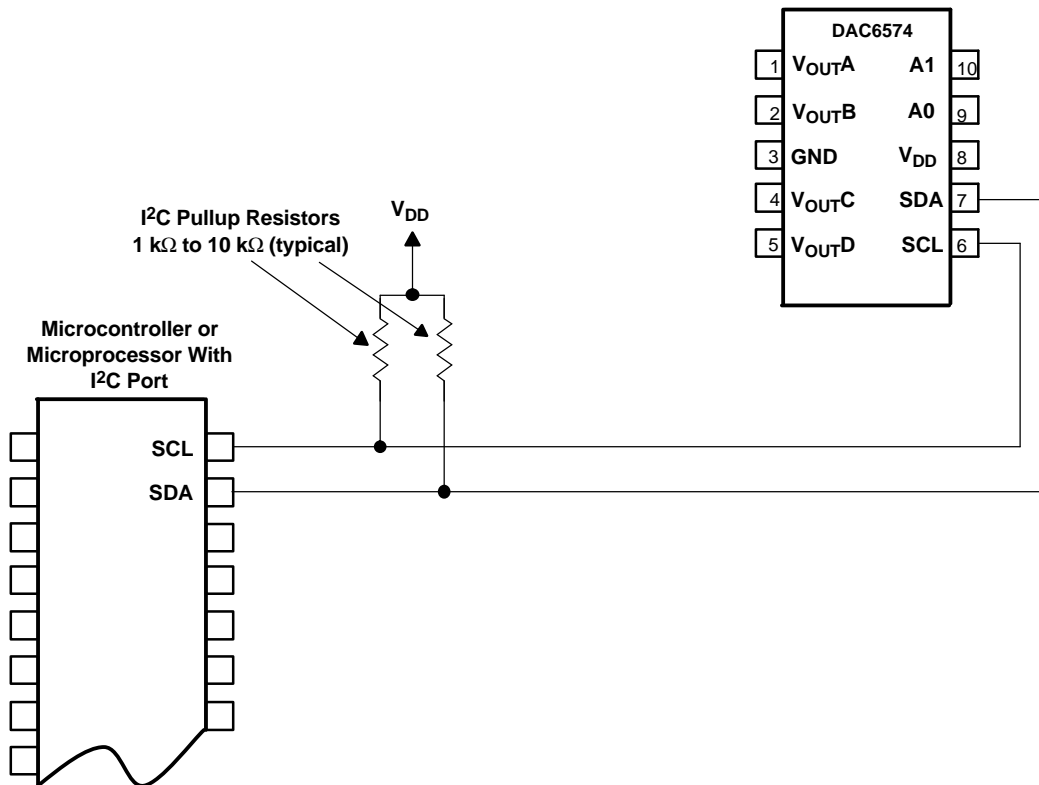 DAC6574
1 VOUTA A1 10
2 VOUTB A0 9
3 GND VDD 8
4 VOUTC SDA 7
5 VOUTD SCL 6
I2C Pullup Resistors
1 kΩ to 10 kΩ (typical)
VDD
Microcontroller or
Microprocessor With
I2C Port
SCL
SDA